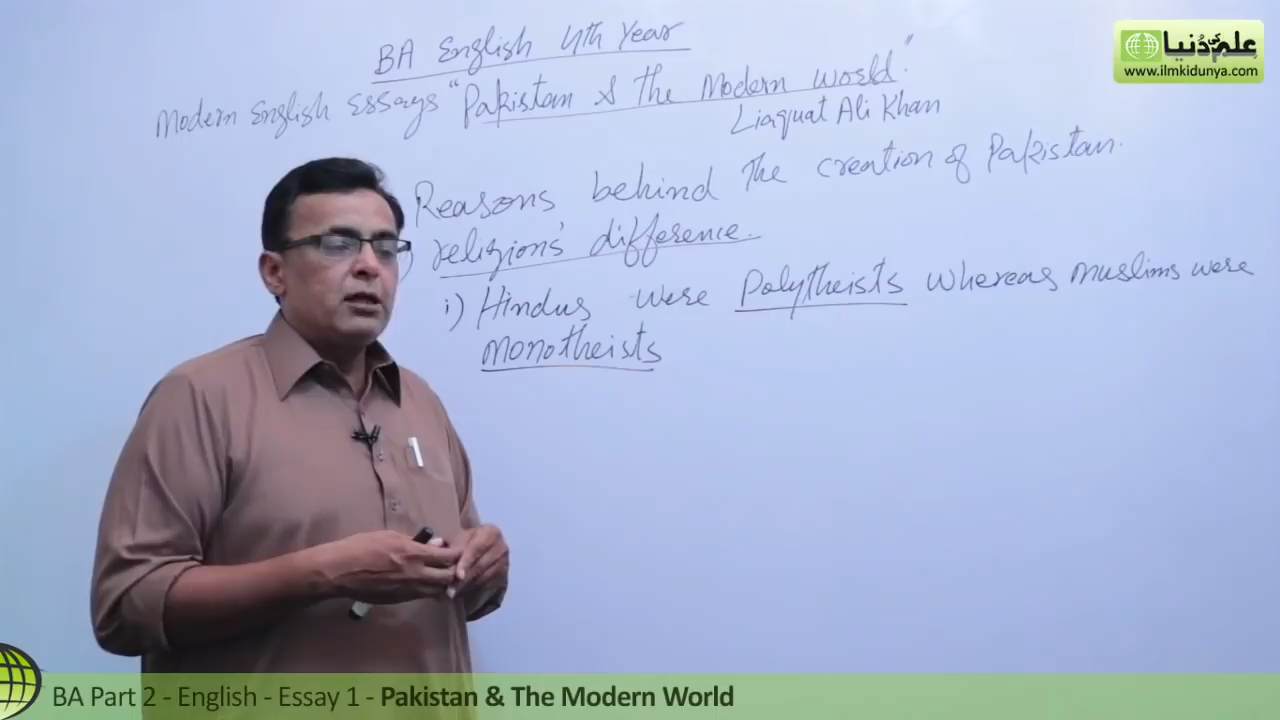 BA English 4th Year
Modern English Essays "Pakistan & the Modern World."
Liaquat Ali Khan
Reasons behind the creation of Pakistan.
) religions' difference.
i) Hindus were Polytheists whereas muslims were
monotheists
علم کی دُنیا
www.ilmkidunya.com
BA Part 2 - English - Essay 1 - Pakistan & The Modern World